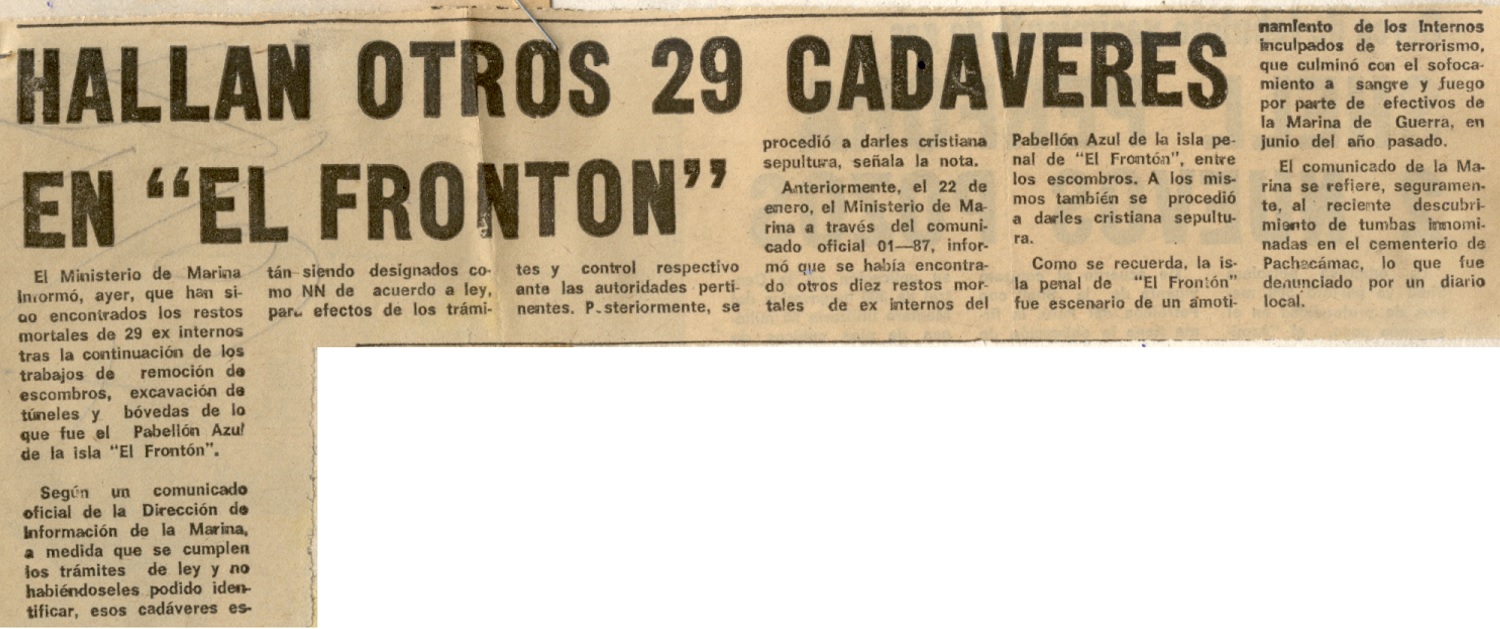 HALLAN OTROS 29 CADAVERES
EN “EL FRONTON”
El Ministerio de Marina
informó, ayer, que han si-
do encontrados los restos
mortales de 29 ex internos
tras la continuación de los
trabajos de remoción de
escombros, excavación de
túneles y bóvedas de lo
que fue el Pabellón Azul
de la isla “El Frontón”.
Según un comunicado
oficial de la Dirección de
Información de la Marina,
a medida que se cumplen
los trámites de ley y no
habiéndoseles podido iden-
tificar, esos cadáveres es-
tán siendo designados co-
mo NN de acuerdo a ley,
para efectos de los trámi-
tes y control respectivo
ante las autoridades perti-
nentes. P.steriormente, se
procedió a darles cristiana
sepultura, señala la nota.
Anteriormente, el 22 de
enero, el Ministerio de Ma-
rina a través del comuni-
cado oficial 01—87, infor-
mó que se había encontra-
do otros diez restos mor-
tales de ex internos del
Pabellón Azul de la isla pe-
nal de “El Frontón”, entre
los escombros. A los mis-
mos también se procedió
a darles cristiana sepultu-
ra.
Como se recuerda, la is-
la penal de “El Frontón”
fue escenario de un amoti-
namiento de los Internos
inculpados de terrorismo,
que culminó con el sofoca-
miento a sangre y fuego
por parte de efectivos de
la Marina de Guerra, en
junio del año pasado.
El comunicado de la Ma-
rina se refiere, seguramen-
te, al reciente descubri-
miento de tumbas innomi-
nadas en el cementerio de
Pachacámac, lo que fue
denunciado por un diario
local.